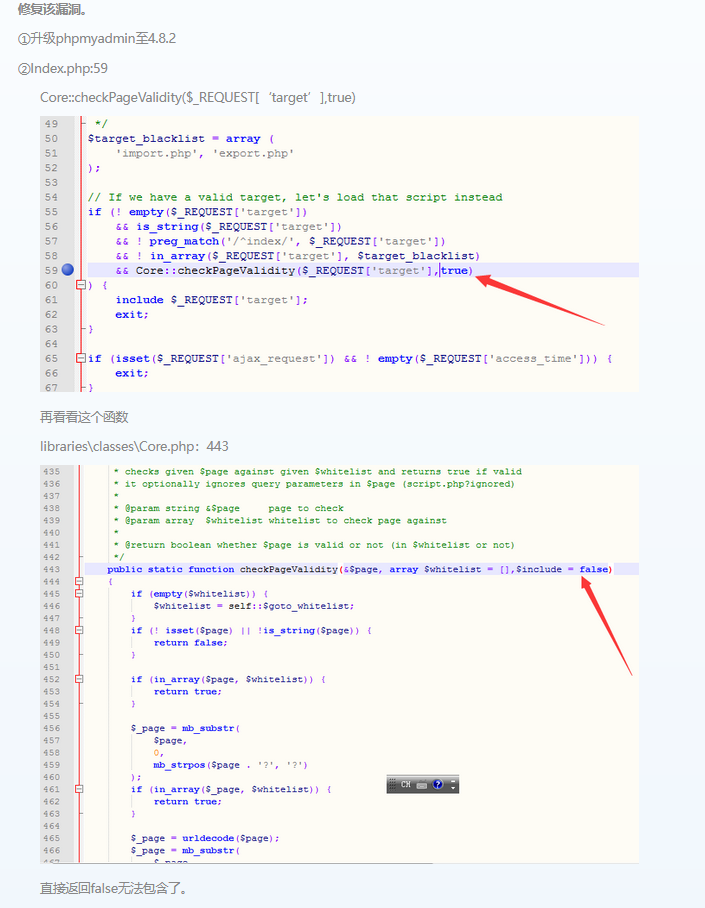 修复该漏洞。
①升级phpmyadmin至4.8.2
②Index.php:59
Core::checkPageValidity($_REQUEST[‘target’],true)
49 */
50 $target_blacklist = array (
51 'import.php', 'export.php'
52 );
53
54 // If we have a valid target, let's load that script instead
55 if (! empty($_REQUEST['target'])
56 && is_string($_REQUEST['target'])
57 && ! preg_match('/^index/', $_REQUEST['target'])
58 && ! in_array($_REQUEST['target'], $target_blacklist)
59 && Core::checkPageValidity($_REQUEST['target'],true)
60 ) {
61 include $_REQUEST['target'];
62 exit;
63 }
64
65 if (isset($_REQUEST['ajax_request']) && ! empty($_REQUEST['access_time'])) {
66 exit;
67 }
再看看这个函数
libraries\classes\Core.php：443
435 * checks given $page against given $whitelist and returns true if valid
436 * it optionally ignores query parameters in $page (script.php?ignored)
437 *
438 * @param string &$page page to check
439 * @param array $whitelist whitelist to check page against
440 *
441 * @return boolean whether $page is valid or not (in $whitelist or not)
442 */
443 public static function checkPageValidity(&$page, array $whitelist = [],$include = false)
444 {
445 if (empty($whitelist)) {
446 $whitelist = self::$goto_whitelist;
447 }
448 if (! isset($page) || !is_string($page)) {
449 return false;
450 }
451
452 if (in_array($page, $whitelist)) {
453 return true;
454 }
455
456 $_page = mb_substr(
457 $page,
458 0,
459 mb_strpos($page . '?', '?')
460 );
461 if (in_array($_page, $whitelist)) {
462 return true;
463 }
464
465 $_page = urldecode($page);
466 $_page = mb_substr(
CH
直接返回false无法包含了。